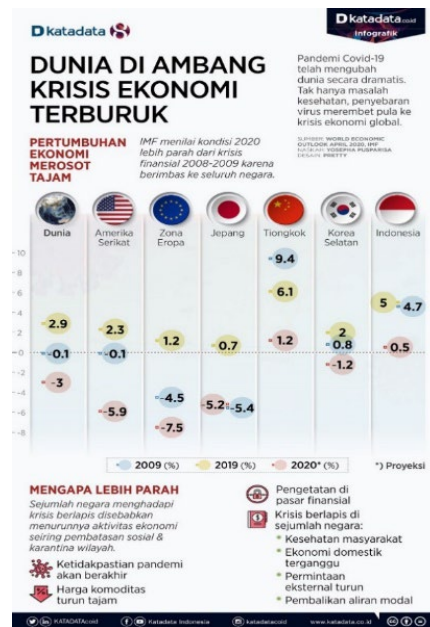 katadata
katadata.co.id
Infografik
DUNIA DI AMBANG
KRISIS EKONOMI
TERBURUK
Pandemi Covid-19
telah mengubah
dunia secara dramatis.
Tak hanya masalah
kesehatan, penyebaran
virus merembet pula ke
krisis ekonomi global.
SUMBER: WORLD ECONOMIC
OUTLOOK APRIL 2020, IMF
NASKAH: YOSEPHA PUSPARISA
DESAIN: PRETTY
PERTUMBUHAN
EKONOMI
MEROSOT
TAJAM
IMF menilai kondisi 2020
lebih parah dari krisis
finansial 2008-2009 karena
berimbas ke seluruh negara.
Dunia
Amerika
Serikat
Zona
Eropa
Jepang
Tiongkok
Korea
Selatan
Indonesia
10
8
6
4
2
0
-2
-4
-6
-8
2.9
-0.1
-3
2.3
-0.1
-5.9
1.2
-4.5
-7.5
0.7
-5.2
-5.4
9.4
6.1
1.2
2
0.8
-1.2
5
4.7
0.5
2009 (%) 2019 (%) 2020* (%) *) Proyeksi
MENGAPA LEBIH PARAH
Sejumlah negara menghadapi
krisis berlapis disebabkan
menurunnya aktivitas ekonomi
seiring pembatasan sosial &
karantina wilayah.
Ketidakpastian pandemi
akan berakhir
Harga komoditas
turun tajam
Pengetatan di
pasar finansial
Krisis berlapis di
sejumlah negara:
* Kesehatan masyarakat
* Ekonomi domestik
terganggu
* Permintaan
eksternal turun
* Pembalikan aliran modal
KATADATAcoid Katadata Indonesia katadatacoid www.katadata.co.id